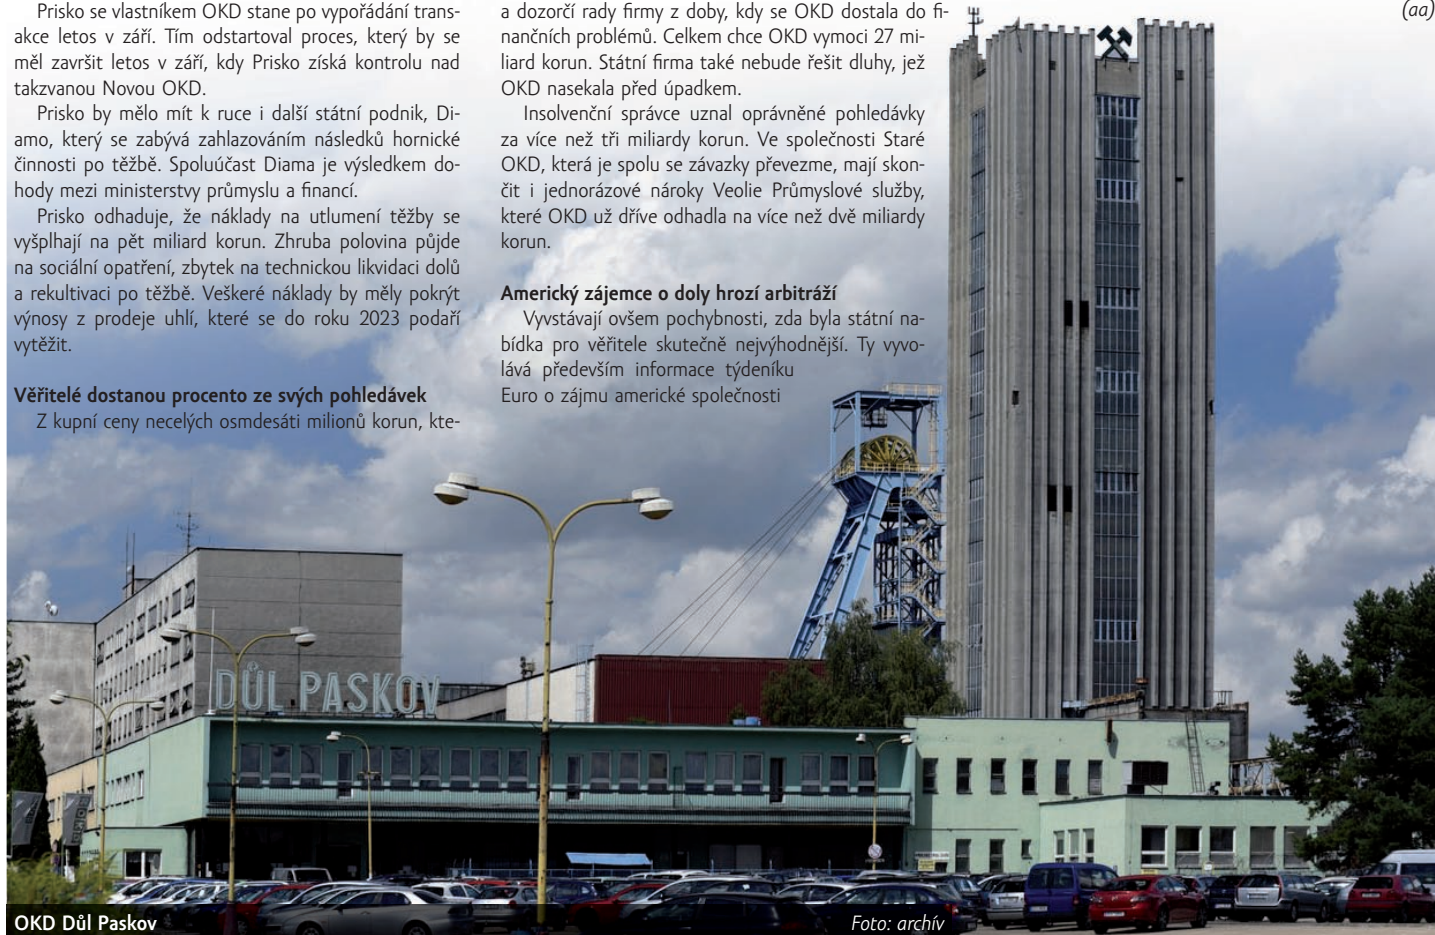 Prisko se vlastníkem OKD stane po vypořádání trans-
akce letos v září. Tím odstartoval proces, který by se
měl završit letos v září, kdy Prisko získá kontrolu nad
takzvanou Novou OKD.
Prisko by mělo mít k ruce i další státní podnik, Di-
amo, který se zabývá zahlazováním následků hornické
činnosti po těžbě. Spoluúčast Diama je výsledkem do-
hody mezi ministerstvy průmyslu a financí.
Prisko odhaduje, že náklady na utlumení těžby se
vyšplhají na pět miliard korun. Zhruba polovina půjde
na sociální opatření, zbytek na technickou likvidaci dolů
a rekultivaci po těžbě. Veškeré náklady by měly pokrýt
výnosy z prodeje uhlí, které se do roku 2023 podaří
vytěžit.
Věřitelé dostanou procento ze svých pohledávek
Z kupní ceny necelých osmdesáti milionů korun, kte-
a dozorčí rady firmy z doby, kdy se OKD dostala do fi-
nančních problémů. Celkem chce OKD vymoci 27 mi-
liard korun. Státní firma také nebude řešit dluhy, jež
OKD nasekala před úpadkem.
Insolvenční správce uznal oprávněné pohledávky
za více než tři miliardy korun. Ve společnosti Staré
OKD, která je spolu se závazky převezme, mají skon-
čit i jednorázové nároky Veolie Průmyslové služby,
které OKD už dříve odhadla na více než dvě miliardy
korun.
Americký zájemce o doly hrozí arbitráží
Vyvstávají ovšem pochybnosti, zda byla státní na-
bídka pro věřitele skutečně nejvýhodnější. Ty vyvo-
lává především informace týdeníku
Euro o zájmu americké společnosti
(aa)
DŮL PASKOV
OKD Důl Paskov
Foto: archív